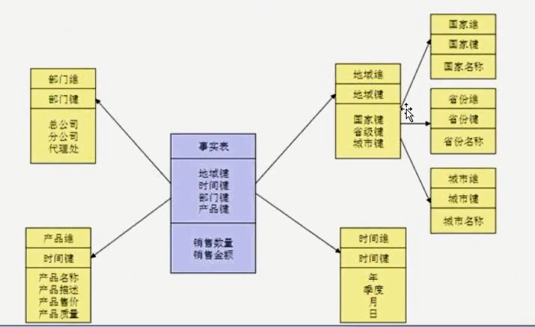 国家维
国家键
国家名称
部门维
部门键
总公司
分公司
代理处
地域维
地域键
国家键
省级键
城市键
省份维
省份键
省份名称
事实表
地域键
时间键
部门键
产品键
销售数量
销售金额
城市维
城市键
城市名称
产品维
时间键
产品名称
产品描述
产品售价
产品质量
时间维
时间键
年
季度
月
日